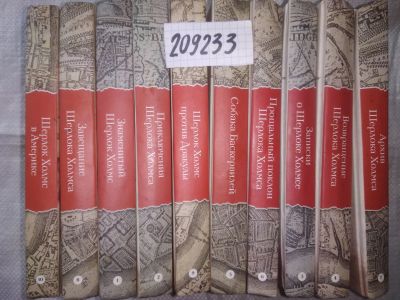 209233
Шерлок Холмс
в Америке
Завещание
Шерлока Холмса
Знаменитый
Шерлок Холмс
Приключения
Шерлока Холмса
Шерлок Холмс
против Дракулы
Собака Баскервилей
Прощальный поклон
Шерлока Холмса
Записки
о Шерлоке Холмсе
Возвращение
Шерлока Холмса
Архив
Шерлока Холмса